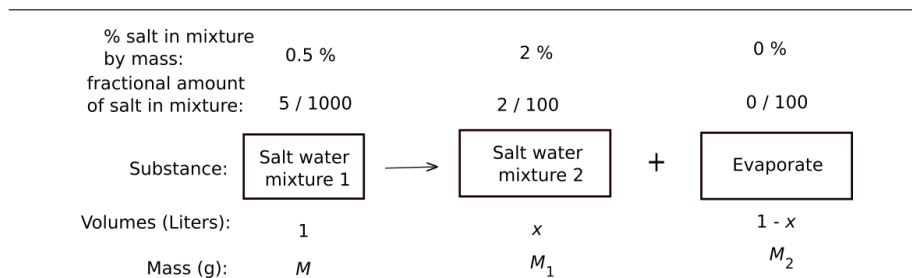 % salt in mixture
by mass:
0.5 %
2 %
0 %
fractional amount
of salt in mixture:
5 / 1000
2 / 100
0 / 100
Substance:
Salt water
mixture 1
Salt water
mixture 2
+
Evaporate
Volumes (Liters):
1
x
1 - x
Mass (g):
M
M₁
M₂